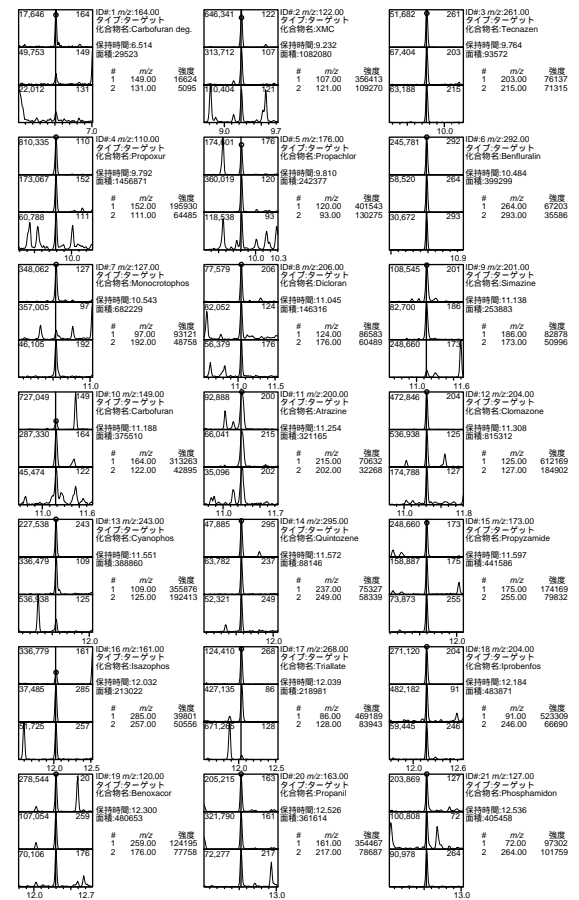 17,646 164
49,753 149
22,012 131
7.0
ID#:1 m/z:164.00
タイプ:ターゲット
化合物名:Carbofuran deg.
保持時間:6.514
面積:29523
# m/z 強度
1 149.00 16624
2 131.00 5095
646,341 122
313,712 107
110,404 121
9.0 9.7
ID#:2 m/z:122.00
タイプ:ターゲット
化合物名:XMC
保持時間:9.232
面積:1082080
# m/z 強度
1 107.00 356413
2 121.00 109270
51,682 261
67,404 203
63,188 215
10.0
ID#:3 m/z:261.00
タイプ:ターゲット
化合物名:Tecnazen
保持時間:9.764
面積:93572
# m/z 強度
1 203.00 76137
2 215.00 71315
810,335 110
173,067 152
60,788 111
10.0
ID#:4 m/z:110.00
タイプ:ターゲット
化合物名:Propoxur
保持時間:9.792
面積:1456871
# m/z 強度
1 152.00 195930
2 111.00 64485
174,601 176
360,019 120
118,538 93
10.0 10.3
ID#:5 m/z:176.00
タイプ:ターゲット
化合物名:Propachlor
保持時間:9.810
面積:242377
# m/z 強度
1 120.00 401543
2 93.00 130275
245,781 292
58,520 264
30,672 293
10.9
ID#:6 m/z:292.00
タイプ:ターゲット
化合物名:Benfluralin
保持時間:10.484
面積:399299
# m/z 強度
1 264.00 67203
2 293.00 35586
348,062 127
357,005 97
46,105 192
11.0
ID#:7 m/z:127.00
タイプ:ターゲット
化合物名:Monocrotophos
保持時間:10.543
面積:682229
# m/z 強度
1 97.00 93121
2 192.00 48758
77,579 206
82,052 124
56,379 176
11.0 11.5
ID#:8 m/z:206.00
タイプ:ターゲット
化合物名:Dicloran
保持時間:11.045
面積:146316
# m/z 強度
1 124.00 86583
2 176.00 60489
108,545 201
82,700 186
248,660 173
11.0 11.6
ID#:9 m/z:201.00
タイプ:ターゲット
化合物名:Simazine
保持時間:11.138
面積:253883
# m/z 強度
1 186.00 82878
2 173.00 50996
727,049 149
287,330 164
45,474 122
11.0 11.6
ID#:10 m/z:149.00
タイプ:ターゲット
化合物名:Carbofuran
保持時間:11.188
面積:375510
# m/z 強度
1 164.00 313263
2 122.00 42895
92,888 200
66,041 215
35,096 202
11.0 11.7
ID#:11 m/z:200.00
タイプ:ターゲット
化合物名:Atrazine
保持時間:11.254
面積:321165
# m/z 強度
1 215.00 70632
2 202.00 32268
472,846 204
536,938 125
174,788 127
11.0 11.8
ID#:12 m/z:204.00
タイプ:ターゲット
化合物名:Clomazone
保持時間:11.308
面積:815312
# m/z 強度
1 125.00 612169
2 127.00 184902
227,538 243
336,479 109
536,938 125
12.0
ID#:13 m/z:243.00
タイプ:ターゲット
化合物名:Cyanophos
保持時間:11.551
面積:388860
# m/z 強度
1 109.00 355876
2 125.00 192413
47,885 295
63,782 237
52,321 249
12.0
ID#:14 m/z:295.00
タイプ:ターゲット
化合物名:Quintozene
保持時間:11.572
面積:88146
# m/z 強度
1 237.00 75327
2 249.00 58339
248,660 173
158,887 175
73,873 255
12.0
ID#:15 m/z:173.00
タイプ:ターゲット
化合物名:Propyzamide
保持時間:11.597
面積:441586
# m/z 強度
1 175.00 174169
2 255.00 79832
336,779 161
37,485 285
51,725 257
12.0 12.5
ID#:16 m/z:161.00
タイプ:ターゲット
化合物名:Isazophos
保持時間:12.032
面積:213022
# m/z 強度
1 285.00 39801
2 257.00 50556
124,410 268
427,135 86
671,265 128
12.0 12.5
ID#:17 m/z:268.00
タイプ:ターゲット
化合物名:Triallate
保持時間:12.039
面積:218981
# m/z 強度
1 86.00 469189
2 128.00 83943
271,120 204
482,182 91
59,445 246
12.0 12.6
ID#:18 m/z:204.00
タイプ:ターゲット
化合物名:Iprobenfos
保持時間:12.184
面積:483871
# m/z 強度
1 91.00 523309
2 246.00 66690
278,544 120
107,054 259
70,106 176
12.0 12.7
ID#:19 m/z:120.00
タイプ:ターゲット
化合物名:Benoxacor
保持時間:12.300
面積:480653
# m/z 強度
1 259.00 124195
2 176.00 77758
205,215 163
321,790 161
72,277 217
13.0
ID#:20 m/z:163.00
タイプ:ターゲット
化合物名:Propanil
保持時間:12.526
面積:361614
# m/z 強度
1 161.00 354467
2 217.00 78687
203,869 127
100,808 72
90,978 264
13.0
ID#:21 m/z:127.00
タイプ:ターゲット
化合物名:Phosphamidon
保持時間:12.536
面積:405458
# m/z 強度
1 72.00 97302
2 264.00 101759